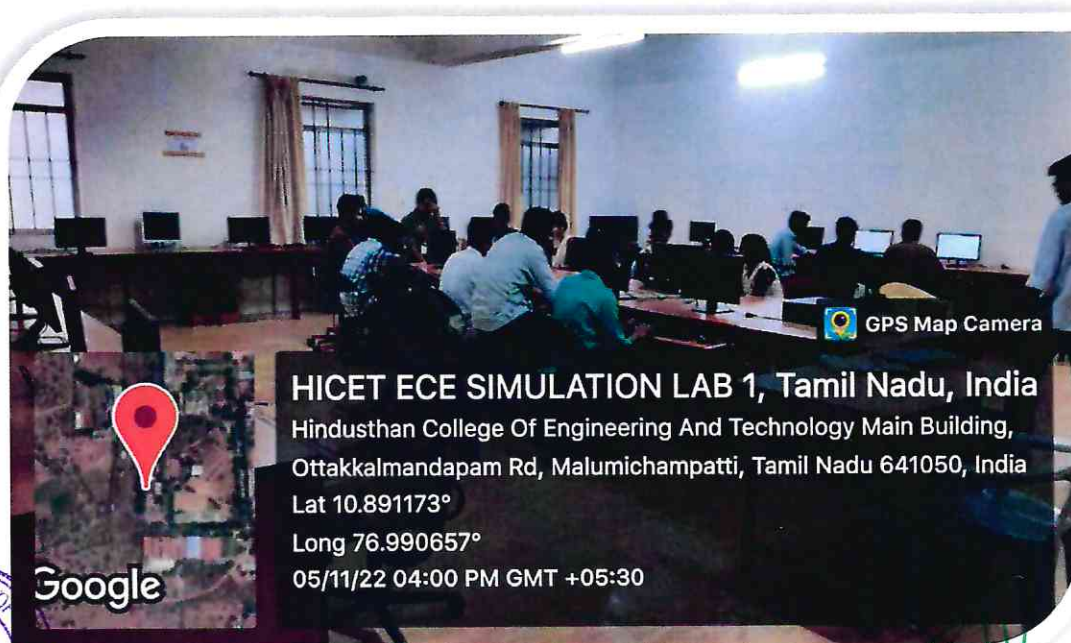 GPS Map Camera
HICET ECE SIMULATION LAB 1, Tamil Nadu, India
Hindusthan College Of Engineering And Technology Main Building,
Ottakkalmandapam Rd, Malumichampatti, Tamil Nadu 641050, India
Lat 10.891173°
Long 76.990657°
05/11/22 04:00 PM GMT +05:30
Google